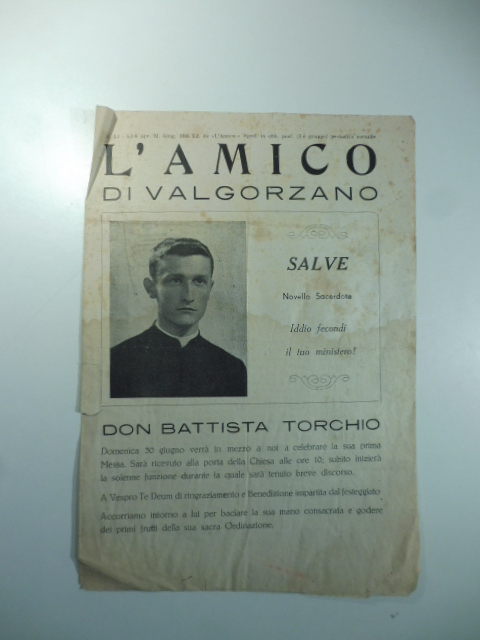 L'AMICO
DI VALGORZANO
SALVE
Novello Sacerdote
Iddio fecondi
il tuo ministero!
DON BATTISTA TORCHIO
Domenica 30 giugno verrà in mezzo a noi a celebrare la sua prima
Messa. Sarà ricevuto alla porta della Chiesa alle ore 10; subito inizierà
la solenne funzione durante la quale sarà tenuto breve discorso.
A Vespro Te Deum di ringraziamento e Benedizione impartita dal festeggiato
Accorriamo intorno a lui per baciare la sua mano consacrata e godere
dei primi frutti della sua sacra Ordinazione.